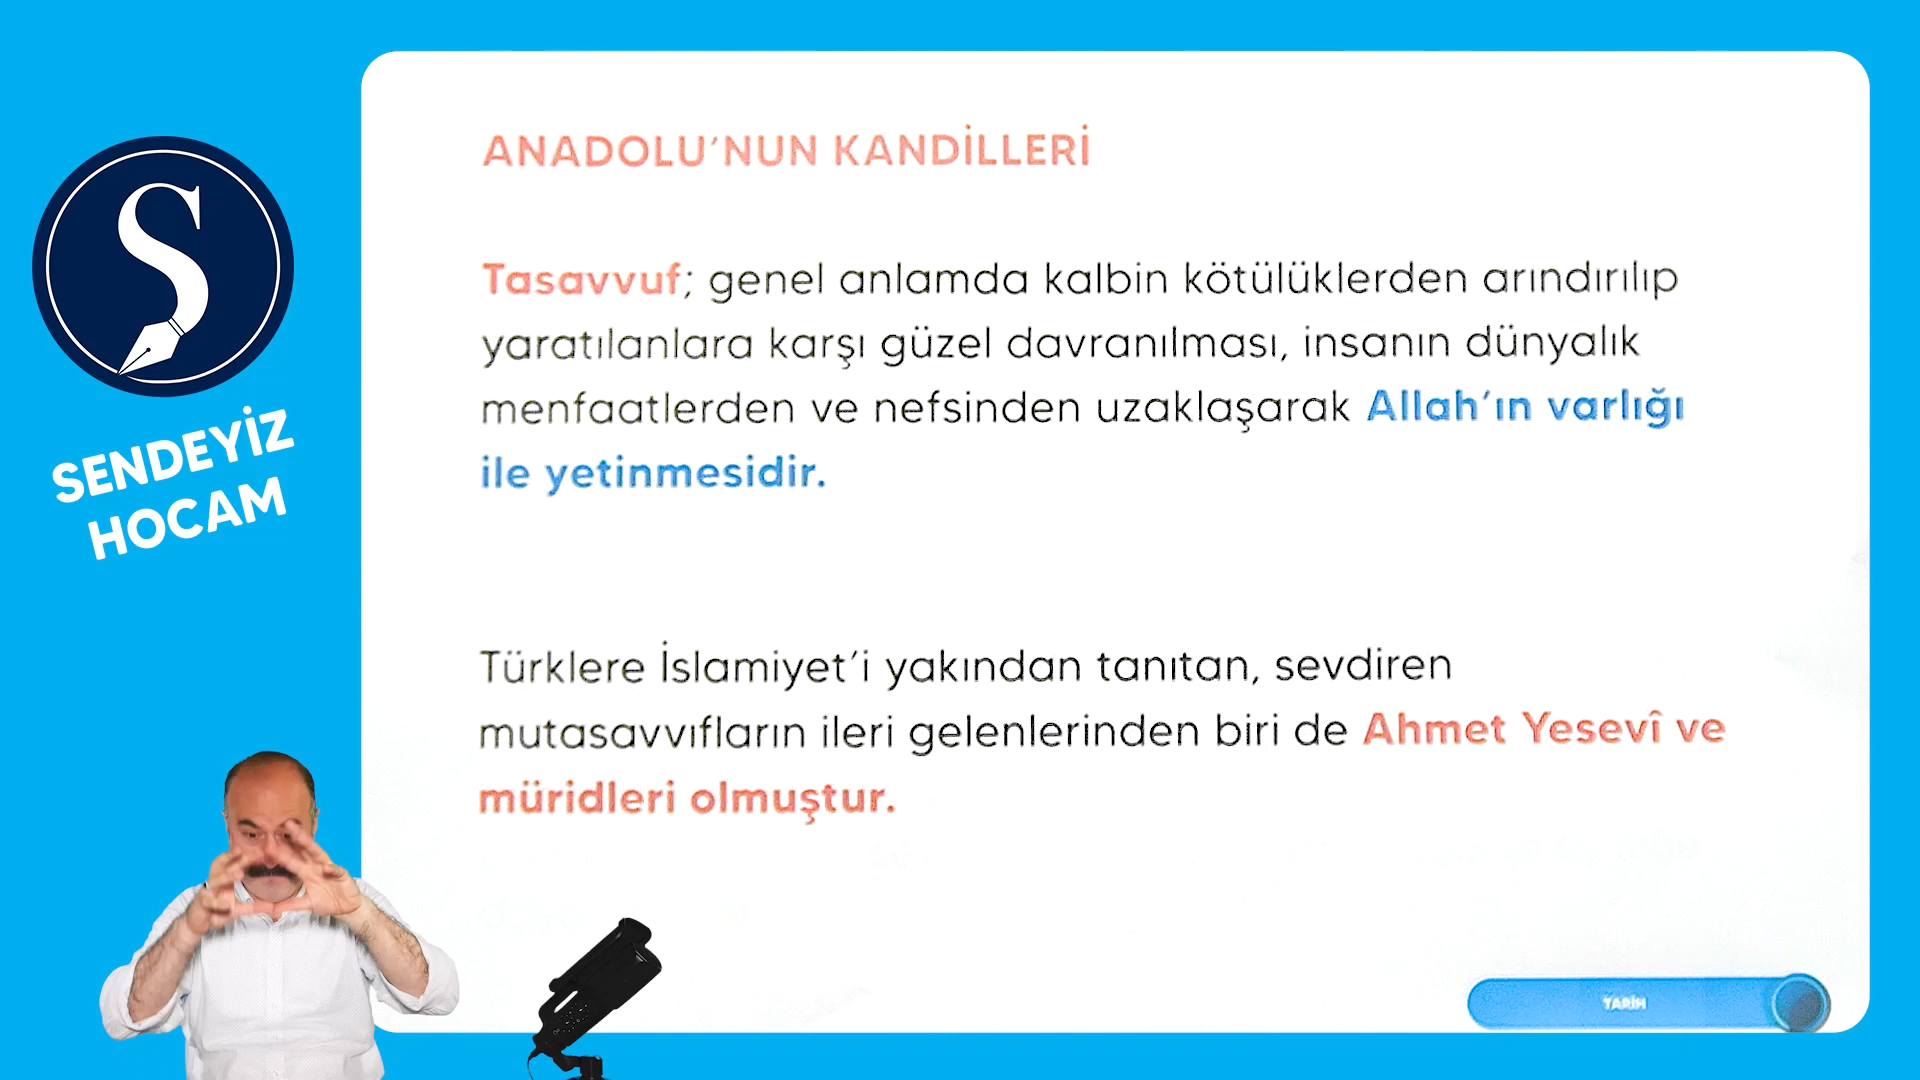 SENDEYİZ
HOCAM
ANADOLU'NUN KANDİLLERİ
Tasavvuf; genel anlamda kalbin kötülüklerden arındırılıp
yaratılanlara karşı güzel davranılması, insanın dünyalık
menfaatlerden ve nefsinden uzaklaşarak Allah'ın varlığı
ile yetinmesidir.
Türklere İslamiyet'i yakından tanıtan, sevdiren
mutasavvıfların ileri gelenlerinden biri de Ahmet Yesevî ve
müridleri olmuştur.
TARİH